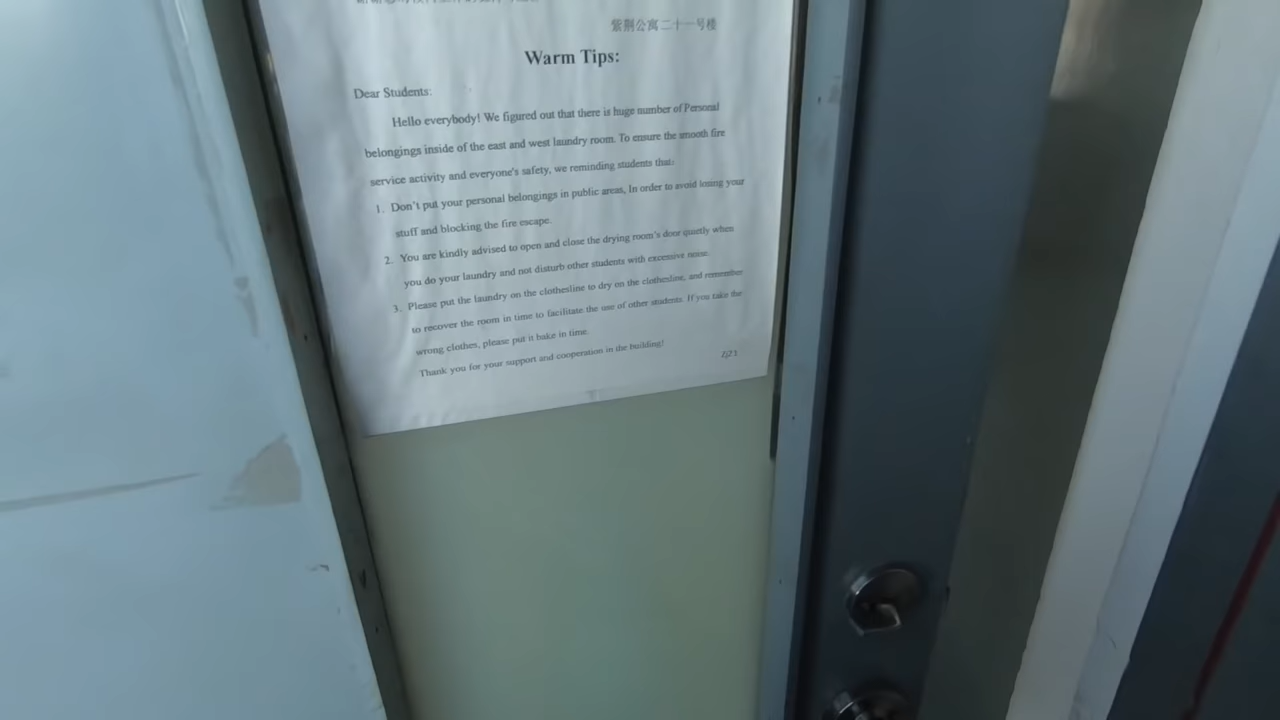 紫荆公寓二十一号楼
Warm Tips:
Dear Students:
Hello everybody! We figured out that there is huge number of Personal
belongings inside of the east and west laundry room. To ensure the smooth fire
service activity and everyone's safety, we reminding students that:
1. Don't put your personal belongings in public areas, In order to avoid losing your
stuff and blocking the fire escape.
2. You are kindly advised to open and close the drying room's door quietly when
you do your laundry and not disturb other students with excessive noise.
3. Please put the laundry on the clothesline to dry on the clothesline, and remember
to recover the room in time to facilitate the use of other students. If you take the
wrong clothes, please put it bake in time.
Thank you for your support and cooperation in the building!
Zj21